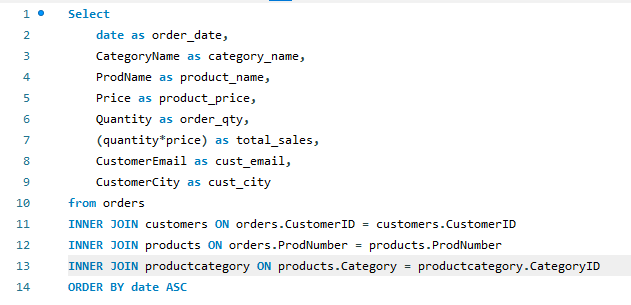 1 Select
2 date as order_date,
3 CategoryName as category_name,
4 ProdName as product_name,
5 Price as product_price,
6 Quantity as order_qty,
7 (quantity*price) as total_sales,
8 CustomerEmail as cust_email,
9 CustomerCity as cust_city
10 from orders
11 INNER JOIN customers ON orders.CustomerID = customers.CustomerID
12 INNER JOIN products ON orders.ProdNumber = products.ProdNumber
13 INNER JOIN productcategory ON products.Category = productcategory.CategoryID
14 ORDER BY date ASC